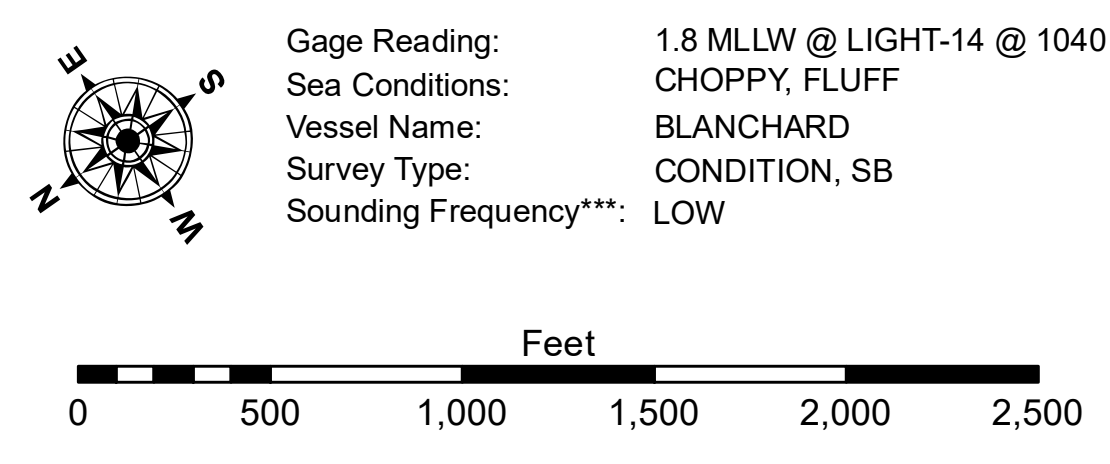 E
S
N
W
Gage Reading: 1.8 MLLW @ LIGHT-14 @ 1040
Sea Conditions: CHOPPY, FLUFF
Vessel Name: BLANCHARD
Survey Type: CONDITION, SB
Sounding Frequency***: LOW
Feet
0 500 1,000 1,500 2,000 2,500